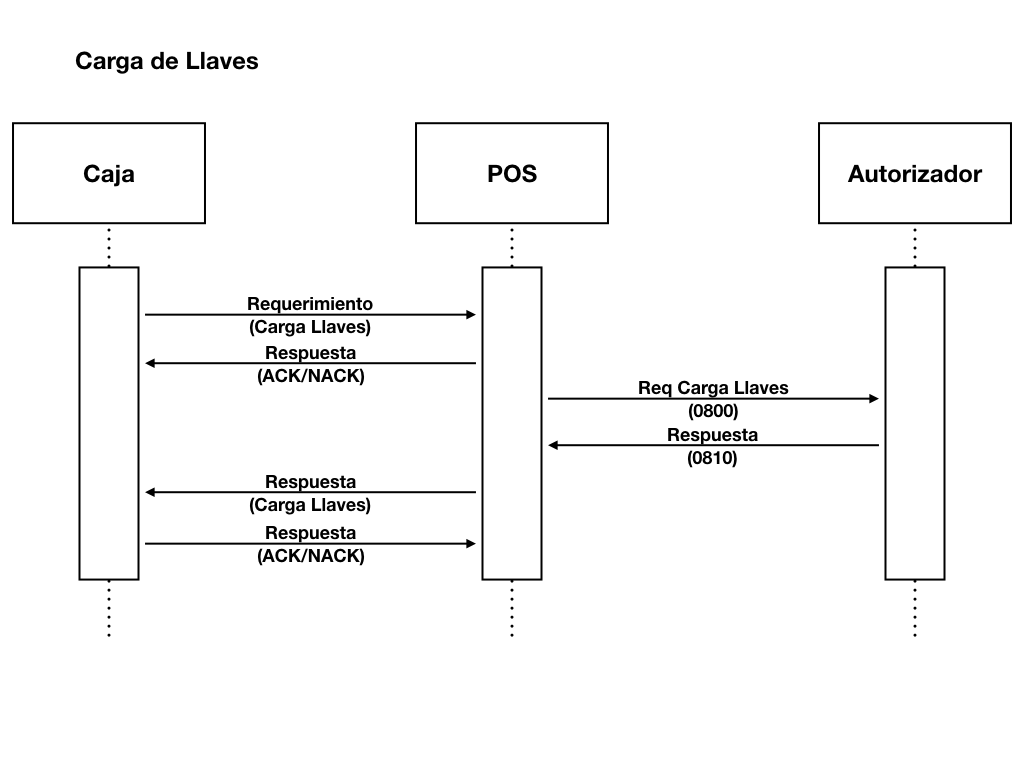 Carga de Llaves
Caja
POS
Autorizador
Requerimiento
(Carga Llaves)
Respuesta
(ACK/NACK)
Req Carga Llaves
(0800)
Respuesta
(0810)
Respuesta
(Carga Llaves)
Respuesta
(ACK/NACK)